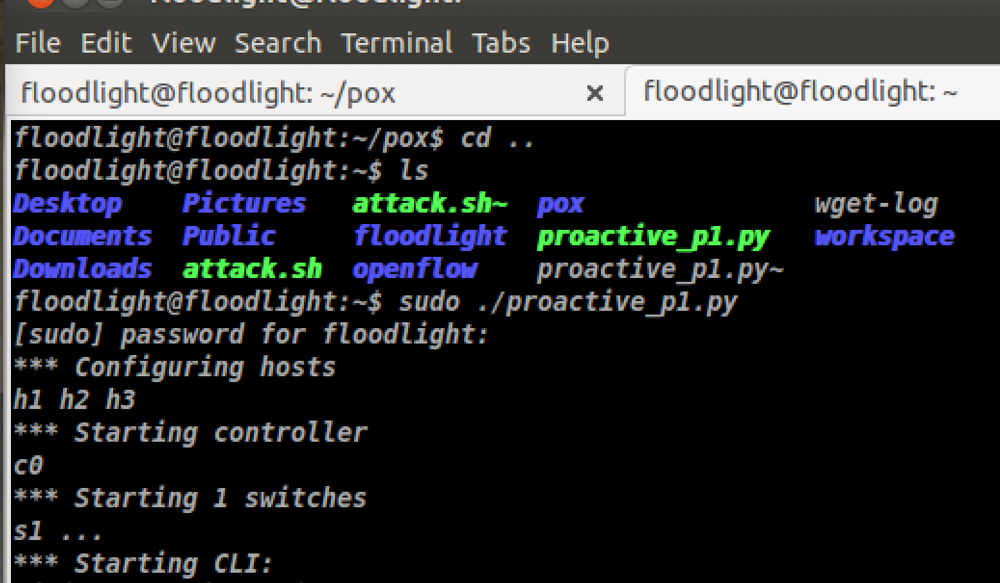 File Edit View Search Terminal Tabs Help
floodlight@floodlight: ~/pox × floodlight@floodlight: ~
floodlight@floodlight:~/pox$ cd ..
floodlight@floodlight:~$ ls
Desktop Pictures attack.sh~ pox wget-log
Documents Public floodlight proactive_p1.py workspace
Downloads attack.sh openflow proactive_p1.py~
floodlight@floodlight:~$ sudo ./proactive_p1.py
[sudo] password for floodlight:
*** Configuring hosts
h1 h2 h3
*** Starting controller
c0
*** Starting 1 switches
s1 ...
*** Starting CLI: